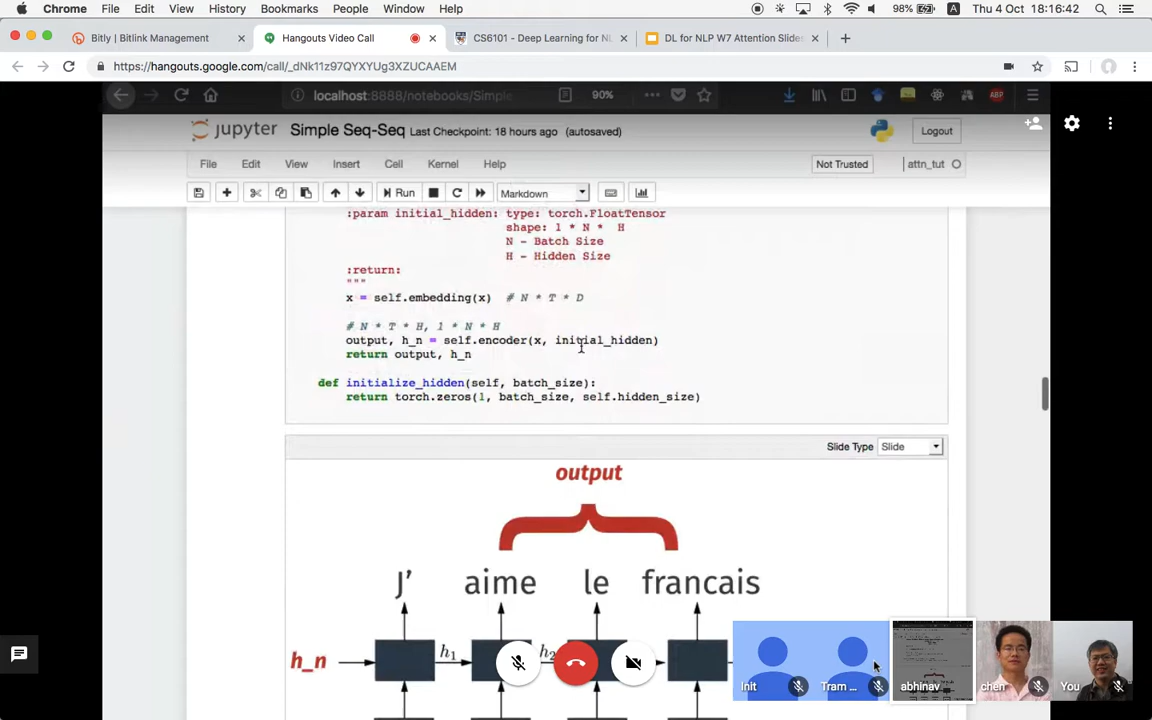 Chrome File Edit View History Bookmarks People Window Help 98% A Thu 4 Oct 18:16:42
Bitly | Bitlink Management Hangouts Video Call CS6101 - Deep Learning for NL DL for NLP W7 Attention Slides
https://hangouts.google.com/call/_dNk11z97QYXYUg3XZUCAAEM
localhost:8888/notebooks/Simple 90% ABP
jupyter Simple Seq-Seq Last Checkpoint: 18 hours ago (autosaved) Logout
File Edit View Insert Cell Kernel Help Not Trusted attn_tut
Run Markdown
:param initial_hidden: type: torch.FloatTensor
shape: 1 * N * H
N - Batch Size
H - Hidden Size
:return:
"""
x = self.embedding(x) # N * T * D
# N * T * H, 1 * N * H
output, h_n = self.encoder(x, initial_hidden)
return output, h_n
def initialize_hidden(self, batch_size):
return torch.zeros(1, batch_size, self.hidden_size)
Slide Type Slide
output
J' aime le francais
h_n h1 h2
Init Tram ... abhinav chen You